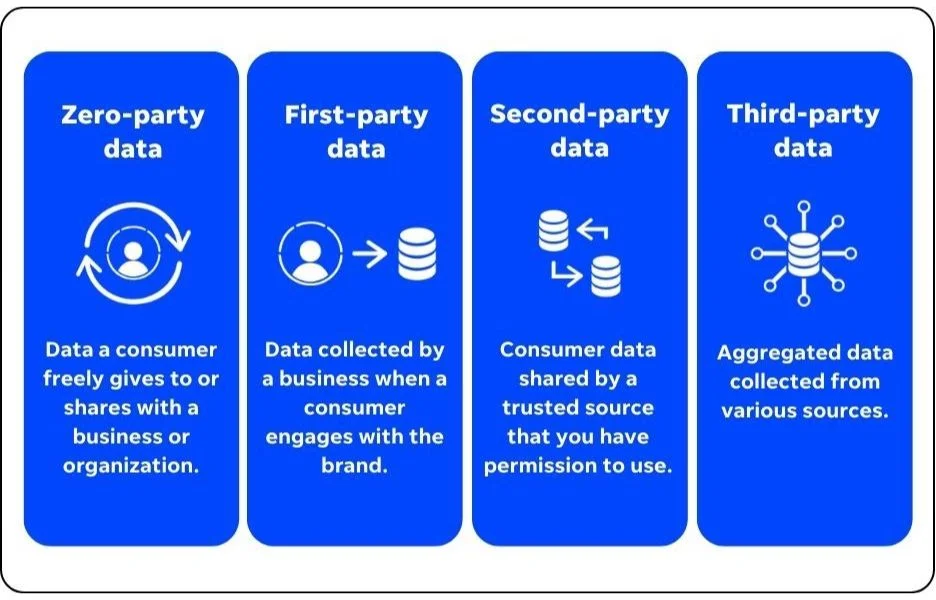 Zero-party
data
Data a consumer
freely gives to or
shares with a
business or
organization.
First-party
data
Data collected by
a business when a
consumer
engages with the
brand.
Second-party
data
Consumer data
shared by a
trusted source
that you have
permission to use.
Third-party
data
Aggregated data
collected from
various sources.